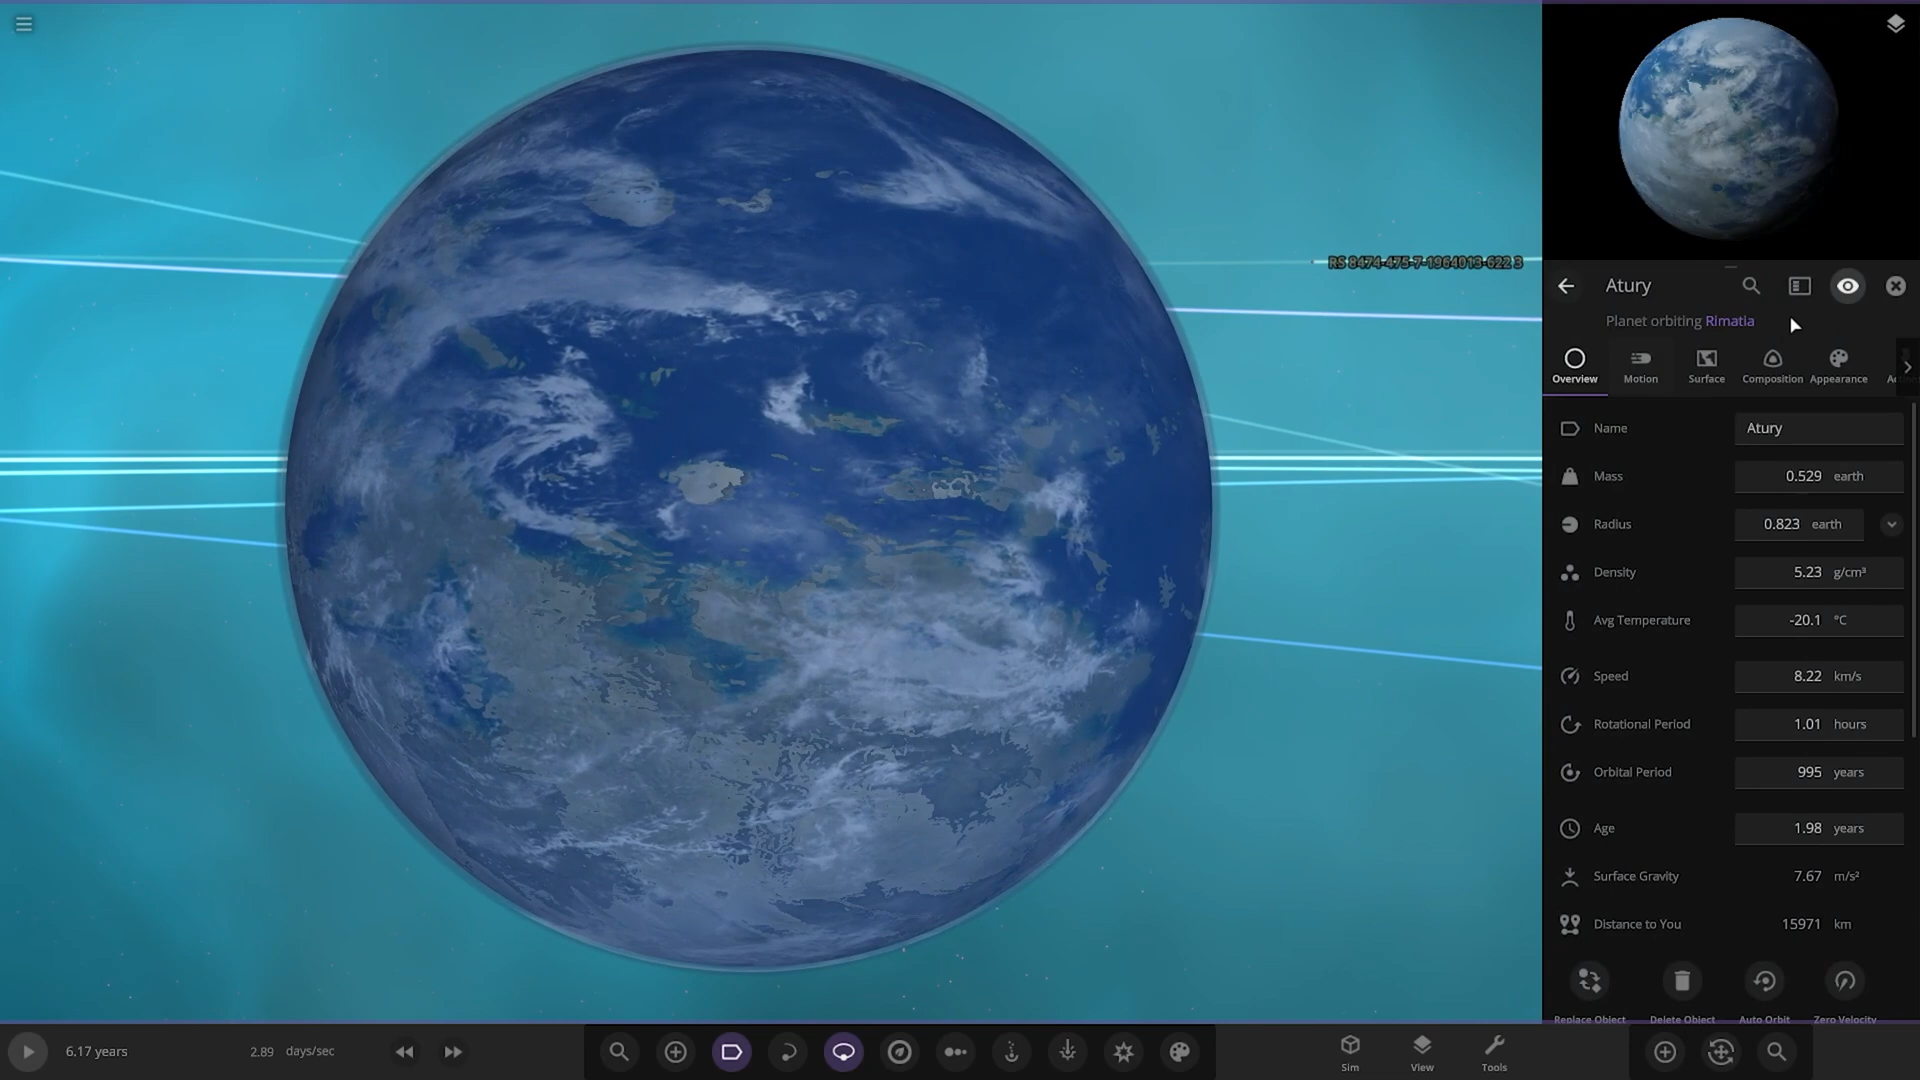 RS 8474-475-7-1964013-622 3
Atury
Planet orbiting Rimatia
Overview Motion Surface Composition Appearance
Name Atury
Mass 0.529 earth
Radius 0.823 earth
Density 5.23 g/cm³
Avg Temperature -20.1 °C
Speed 8.22 km/s
Rotational Period 1.01 hours
Orbital Period 995 years
Age 1.98 years
Surface Gravity 7.67 m/s²
Distance to You 15971 km
Replace Object Delete Object Auto Orbit Zero Velocity
6.17 years 2.89 days/sec Sim View Tools